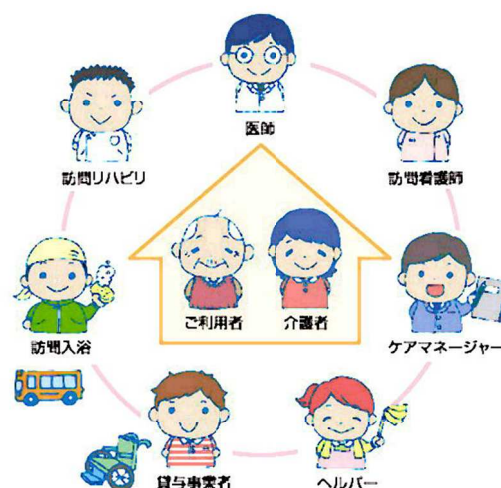 医師
訪問リハビリ
訪問看護師
ご利用者
介護者
訪問入浴
ケアマネージャー
貸与事業者
ヘルパー